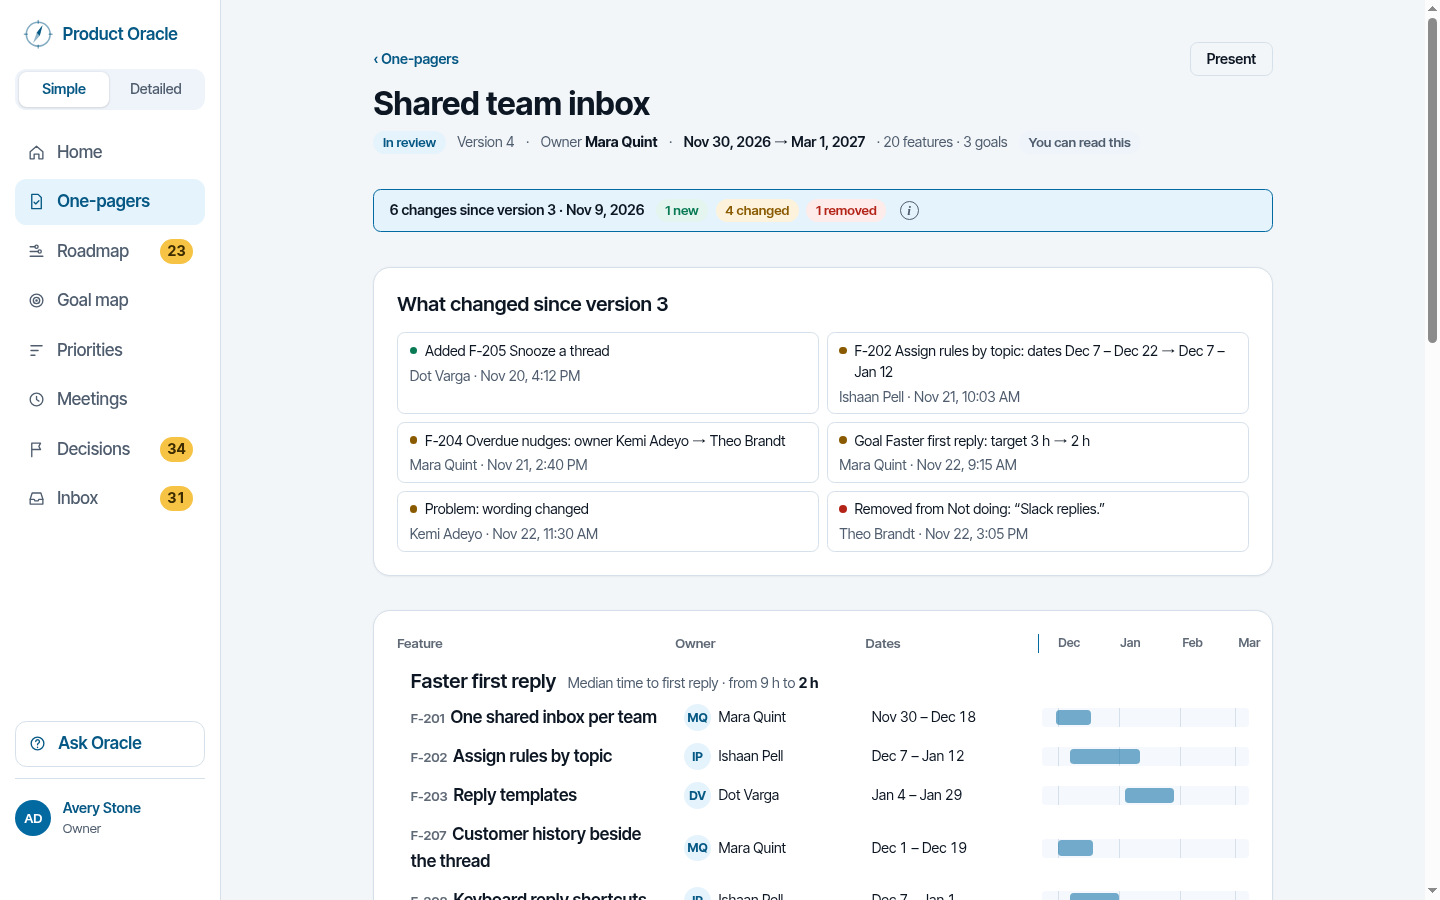 Product Oracle
Simple
Detailed
Home
One-pagers
Roadmap 23
Goal map
Priorities
Meetings
Decisions 34
Inbox 31
Ask Oracle
AD
Avery Stone
Owner
‹ One-pagers
Present
Shared team inbox
In review Version 4 · Owner Mara Quint · Nov 30, 2026 → Mar 1, 2027 · 20 features · 3 goals You can read this
6 changes since version 3 · Nov 9, 2026 1 new 4 changed 1 removed i
What changed since version 3
Added F-205 Snooze a thread
Dot Varga · Nov 20, 4:12 PM
F-202 Assign rules by topic: dates Dec 7 – Dec 22 → Dec 7 –
Jan 12
Ishaan Pell · Nov 21, 10:03 AM
F-204 Overdue nudges: owner Kemi Adeyo → Theo Brandt
Mara Quint · Nov 21, 2:40 PM
Goal Faster first reply: target 3 h → 2 h
Mara Quint · Nov 22, 9:15 AM
Problem: wording changed
Kemi Adeyo · Nov 22, 11:30 AM
Removed from Not doing: “Slack replies.”
Theo Brandt · Nov 22, 3:05 PM
Feature Owner Dates Dec Jan Feb Mar
Faster first reply Median time to first reply · from 9 h to 2 h
F-201 One shared inbox per team MQ Mara Quint Nov 30 – Dec 18
F-202 Assign rules by topic IP Ishaan Pell Dec 7 – Jan 12
F-203 Reply templates DV Dot Varga Jan 4 – Jan 29
F-207 Customer history beside
the thread
MQ Mara Quint Dec 1 – Dec 19
F-208 Keyboard reply shortcuts IP Ishaan Pell Dec 7 – Jan 1